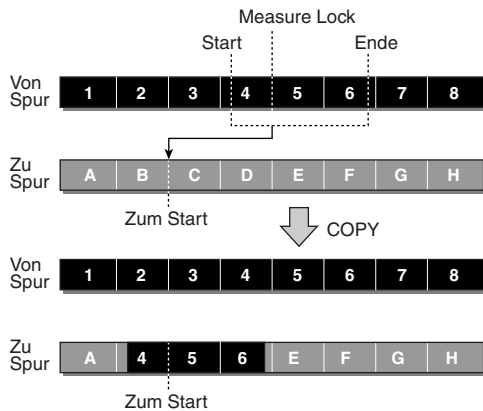 Measure Lock
Start Ende
Von Spur 1 2 3 4 5 6 7 8
Zu Spur A B C D E F G H
Zum Start
COPY
Von Spur 1 2 3 4 5 6 7 8
Zu Spur A 4 5 6 E F G H
Zum Start